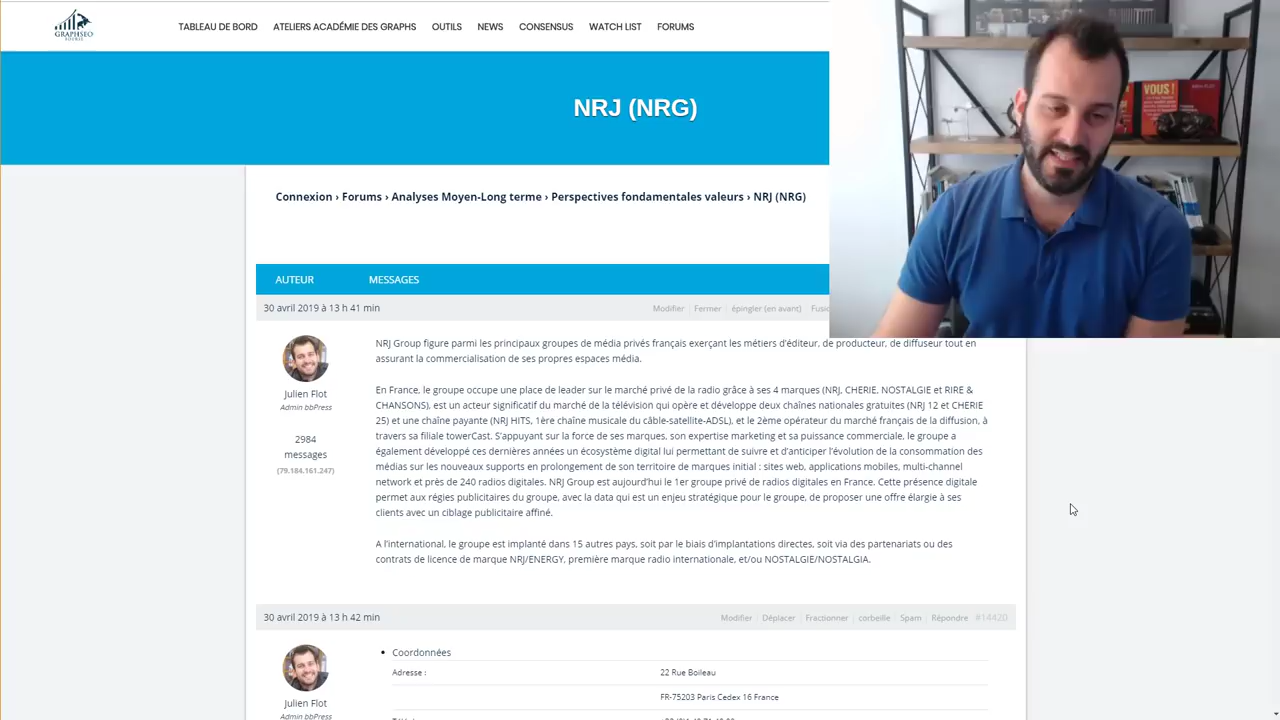 GRAPHSEO
BOURSE
TABLEAU DE BORD
ATELIERS ACADÉMIE DES GRAPHS
OUTILS
NEWS
CONSENSUS
WATCH LIST
FORUMS
VOUS !
NRJ (NRG)
Connexion › Forums › Analyses Moyen-Long terme › Perspectives fondamentales valeurs › NRJ (NRG)
AUTEUR
MESSAGES
30 avril 2019 à 13 h 41 min
Modifier | Fermer | épingler (en avant) | Fusio
NRJ Group figure parmi les principaux groupes de média privés français exerçant les métiers d'éditeur, de producteur, de diffuseur tout en
assurant la commercialisation de ses propres espaces média.
En France, le groupe occupe une place de leader sur le marché privé de la radio grâce à ses 4 marques (NRJ, CHERIE, NOSTALGIE et RIRE &
CHANSONS), est un acteur significatif du marché de la télévision qui opère et développe deux chaînes nationales gratuites (NRJ 12 et CHERIE
25) et une chaîne payante (NRJ HITS, 1ère chaîne musicale du câble-satellite-ADSL), et le 2ème opérateur du marché français de la diffusion, à
travers sa filiale towerCast. S'appuyant sur la force de ses marques, son expertise marketing et sa puissance commerciale, le groupe a
également développé ces dernières années un écosystème digital lui permettant de suivre et d'anticiper l'évolution de la consommation des
médias sur les nouveaux supports en prolongement de son territoire de marques initial : sites web, applications mobiles, multi-channel
network et près de 240 radios digitales. NRJ Group est aujourd'hui le 1er groupe privé de radios digitales en France. Cette présence digitale
permet aux régies publicitaires du groupe, avec la data qui est un enjeu stratégique pour le groupe, de proposer une offre élargie à ses
clients avec un ciblage publicitaire affiné.
A l'international, le groupe est implanté dans 15 autres pays, soit par le biais d'implantations directes, soit via des partenariats ou des
contrats de licence de marque NRJ/ENERGY, première marque radio internationale, et/ou NOSTALGIE/NOSTALGIA.
Julien Flot
Admin bbPress
2984
messages
(79.184.161.247)
30 avril 2019 à 13 h 42 min
Modifier | Déplacer | Fractionner | corbeille | Spam | Répondre #14420
• Coordonnées
Adresse :
22 Rue Boileau
FR-75203 Paris Cedex 16 France
Julien Flot
Admin bbPress